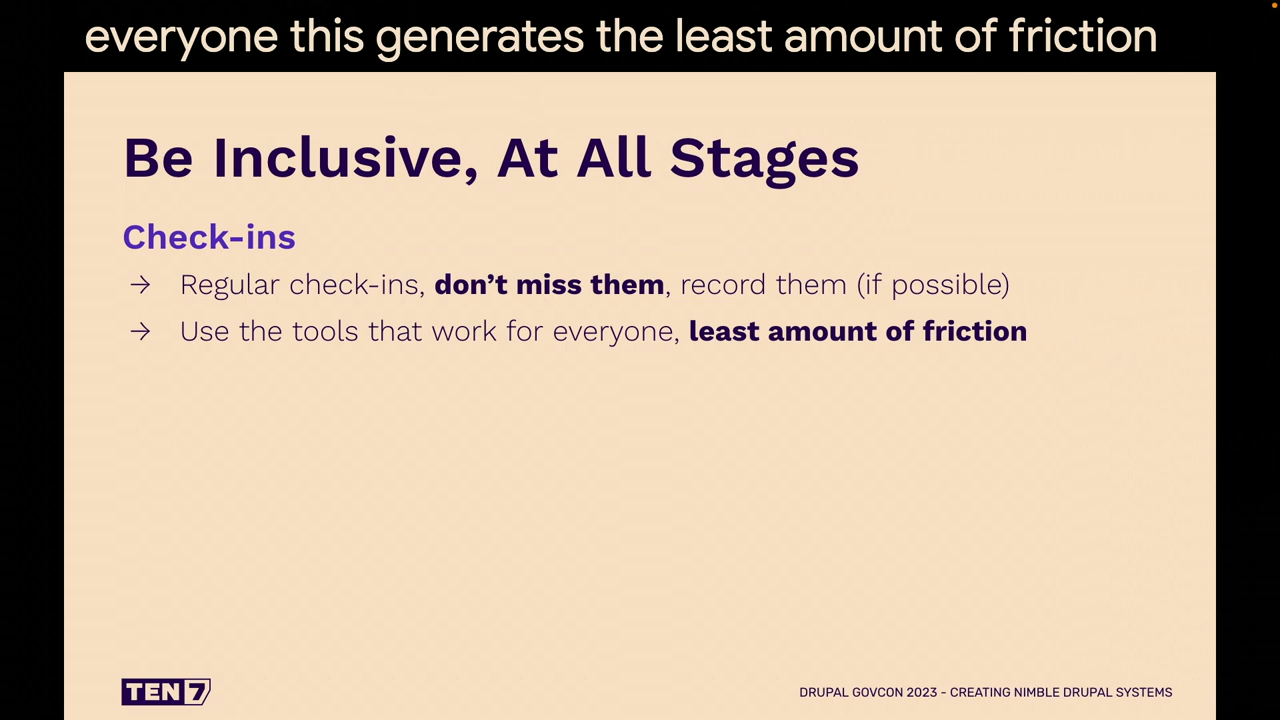 everyone this generates the least amount of friction
Be Inclusive, At All Stages
Check-ins
→ Regular check-ins, don’t miss them, record them (if possible)
→ Use the tools that work for everyone, least amount of friction
TEN7
DRUPAL GOVCON 2023 - CREATING NIMBLE DRUPAL SYSTEMS